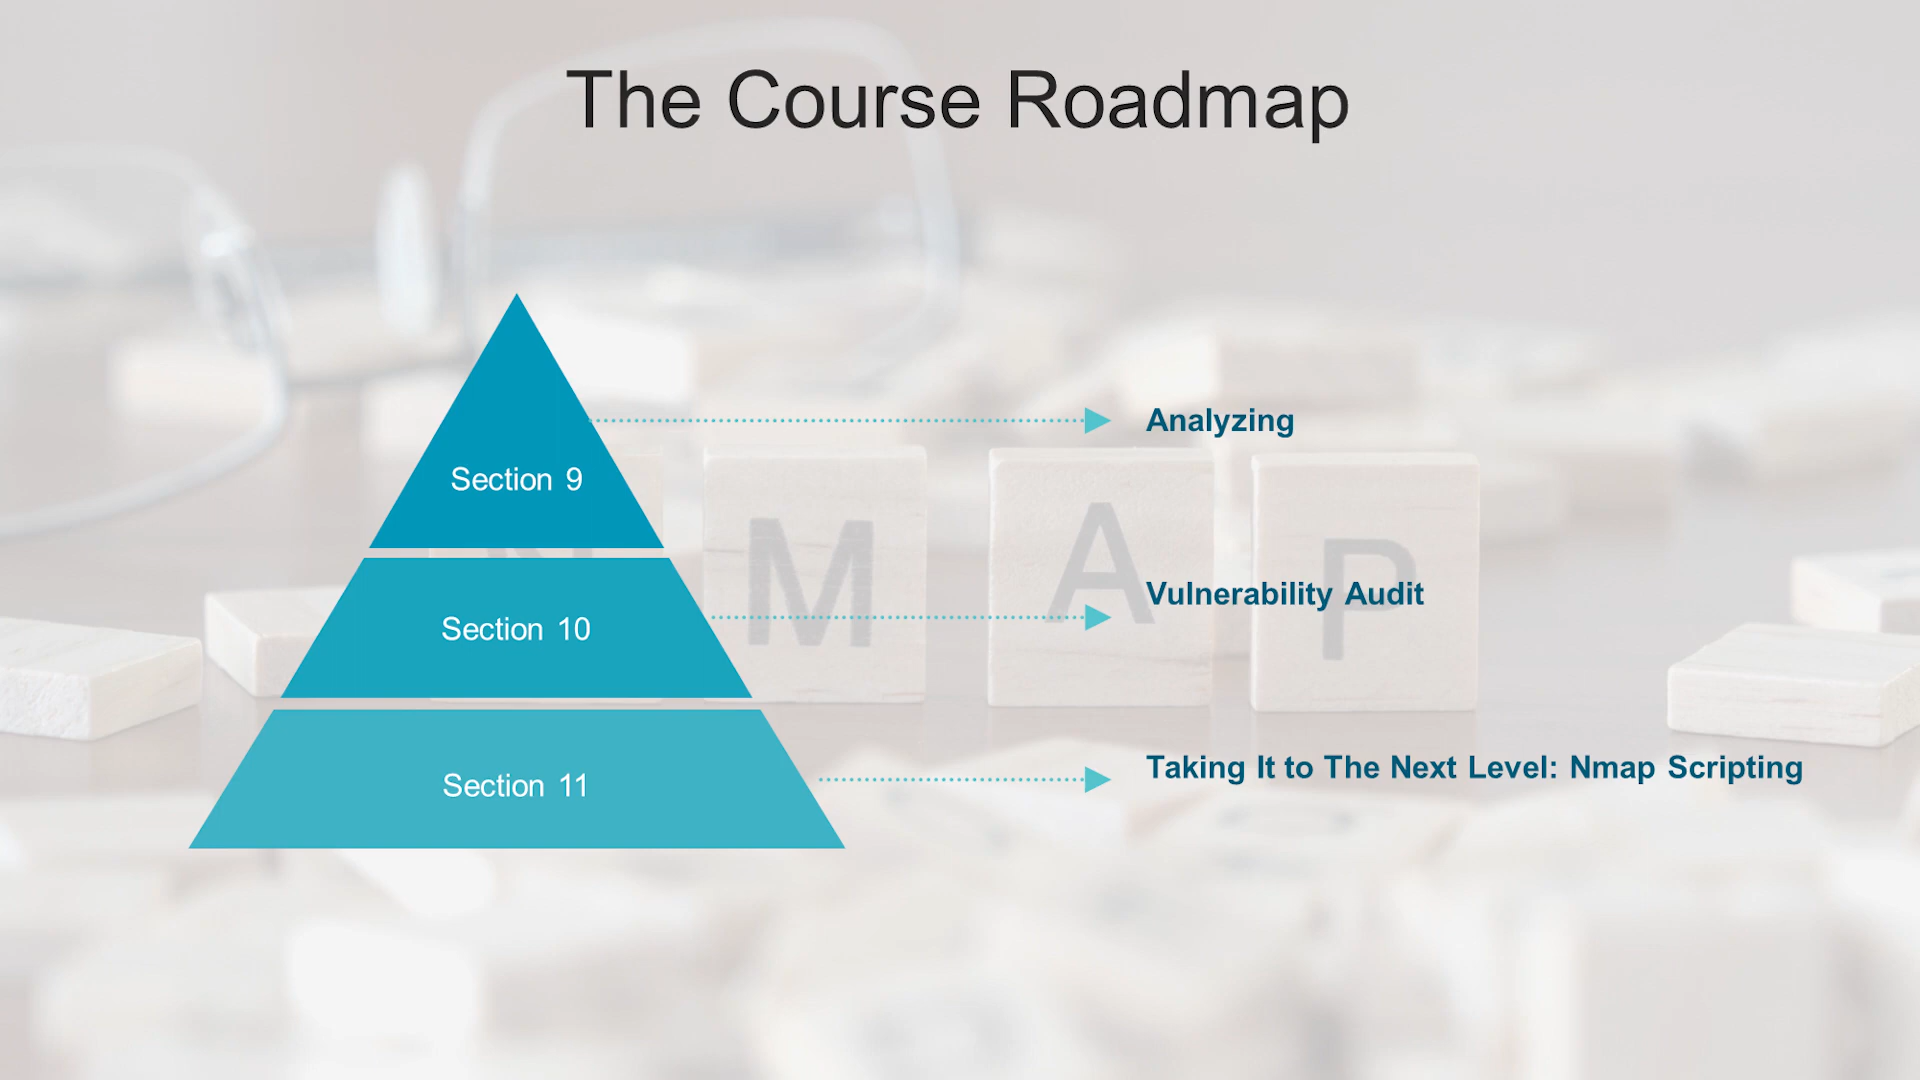 The Course Roadmap
Section 9
Analyzing
Section 10
Vulnerability Audit
Section 11
Taking It to The Next Level: Nmap Scripting
M A P